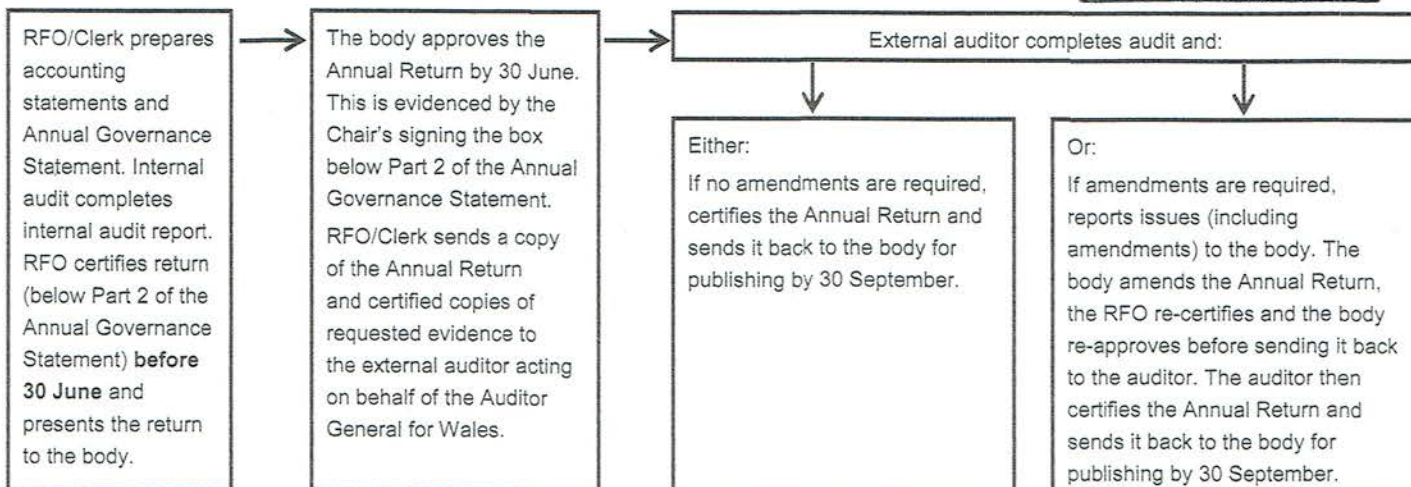 RFO/Clerk prepares
accounting
statements and
Annual Governance
Statement. Internal
audit completes
internal audit report.
RFO certifies return
(below Part 2 of the
Annual Governance
Statement) before
30 June and
presents the return
to the body.
The body approves the
Annual Return by 30 June.
This is evidenced by the
Chair's signing the box
below Part 2 of the Annual
Governance Statement.
RFO/Clerk sends a copy
of the Annual Return
and certified copies of
requested evidence to
the external auditor acting
on behalf of the Auditor
General for Wales.
External auditor completes audit and:
Either:
If no amendments are required,
certifies the Annual Return and
sends it back to the body for
publishing by 30 September.
Or:
If amendments are required,
reports issues (including
amendments) to the body. The
body amends the Annual Return,
the RFO re-certifies and the body
re-approves before sending it back
to the auditor. The auditor then
certifies the Annual Return and
sends it back to the body for
publishing by 30 September.